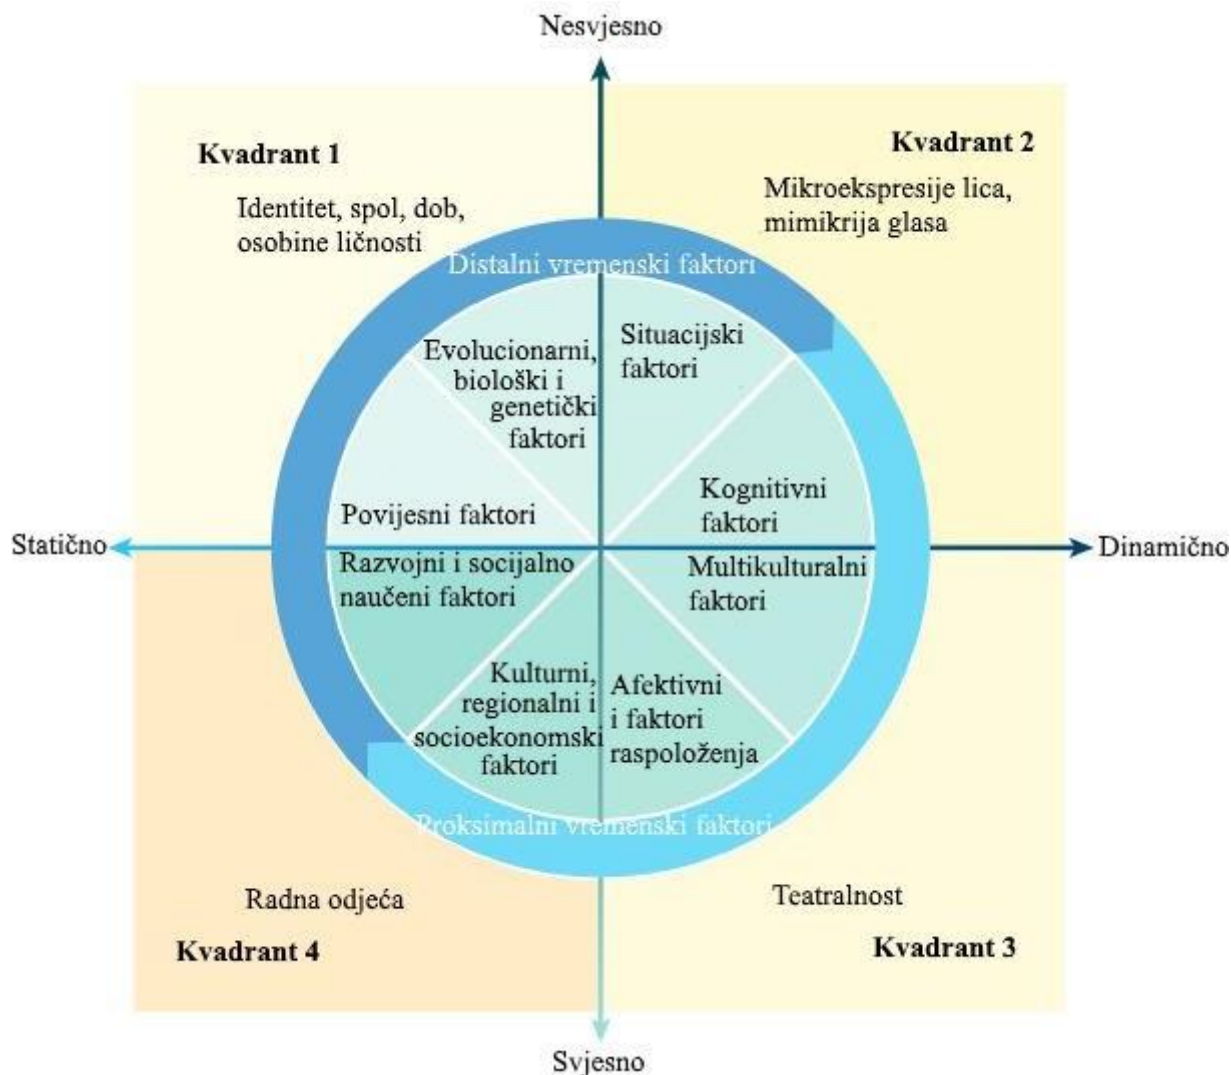 Nesvjesno
Kvadrant 1
Identitet, spol, dob,
osobine ličnosti
Kvadrant 2
Mikroekspresije lica,
mimikrija glasa
Distalni vremenski faktori
Evolucionarni,
biološki i
genetički
faktori
Situacijski
faktori
Povijesni faktori
Kognitivni
faktori
Statično
Dinamično
Razvojni i socijalno
naučeni faktori
Multikulturalni
faktori
Kulturni,
regionalni i
socioekonomski
faktori
Afektivni
i faktori
raspoloženja
Proksimalni vremenski faktori
Radna odjeća
Kvadrant 4
Teatralnost
Kvadrant 3
Svjesno